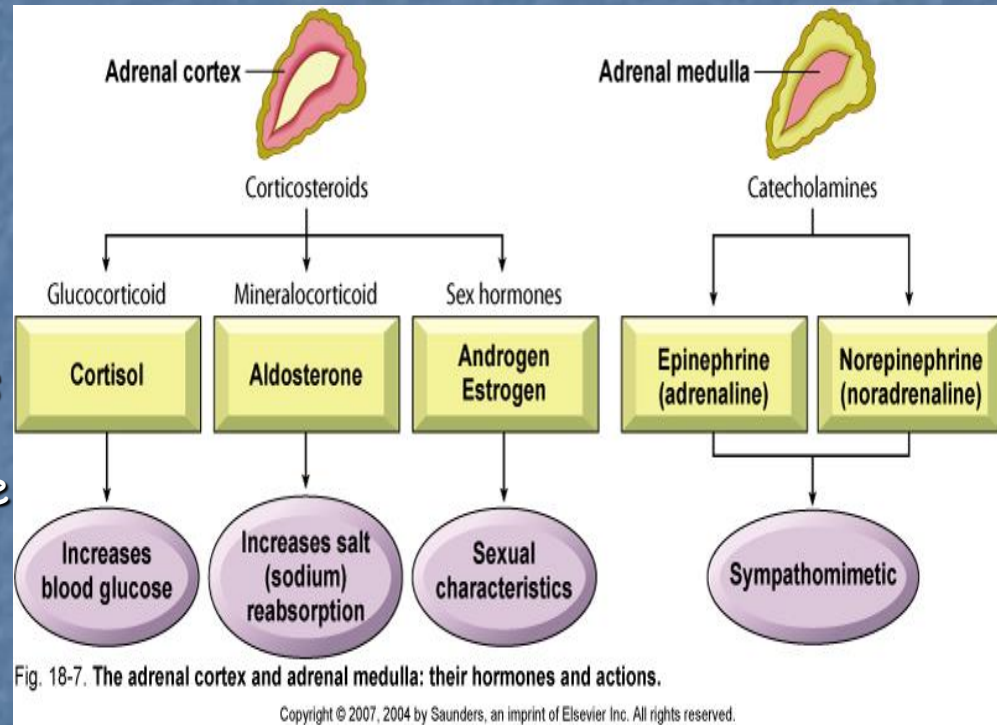 Adrenal cortex
Adrenal medulla
Corticosteroids
Catecholamines
Glucocorticoid
Mineralocorticoid
Sex hormones
Cortisol
Aldosterone
Androgen
Estrogen
Epinephrine
(adrenaline)
Norepinephrine
(noradrenaline)
Increases
blood glucose
Increases salt
(sodium)
reabsorption
Sexual
characteristics
Sympathomimetic
Fig. 18-7. The adrenal cortex and adrenal medulla: their hormones and actions.
Copyright © 2007, 2004 by Saunders, an imprint of Elsevier Inc. All rights reserved.